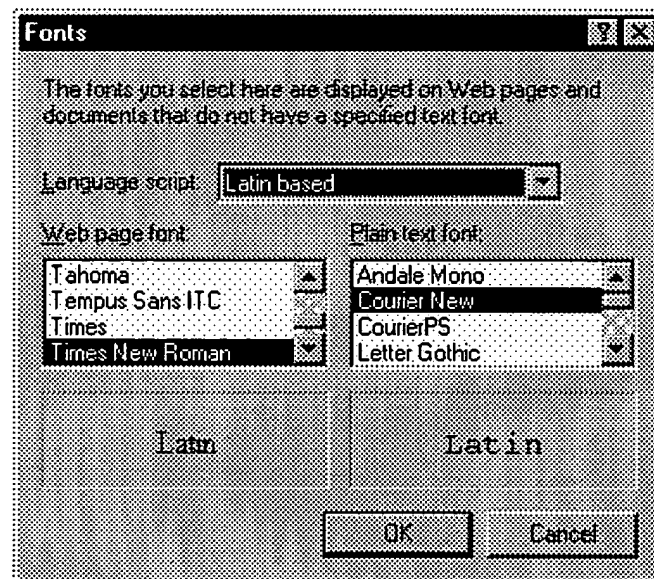 Fonts
The fonts you select here are displayed on Web pages and
documents that do not have a specified text font.
Language script: Latin based
Web page font:
Tahoma
Tempus Sans ITC
Times
Times New Roman
Plain text font:
Andale Mono
Courier New
CourierPS
Letter Gothic
Latin
Latin
OK Cancel